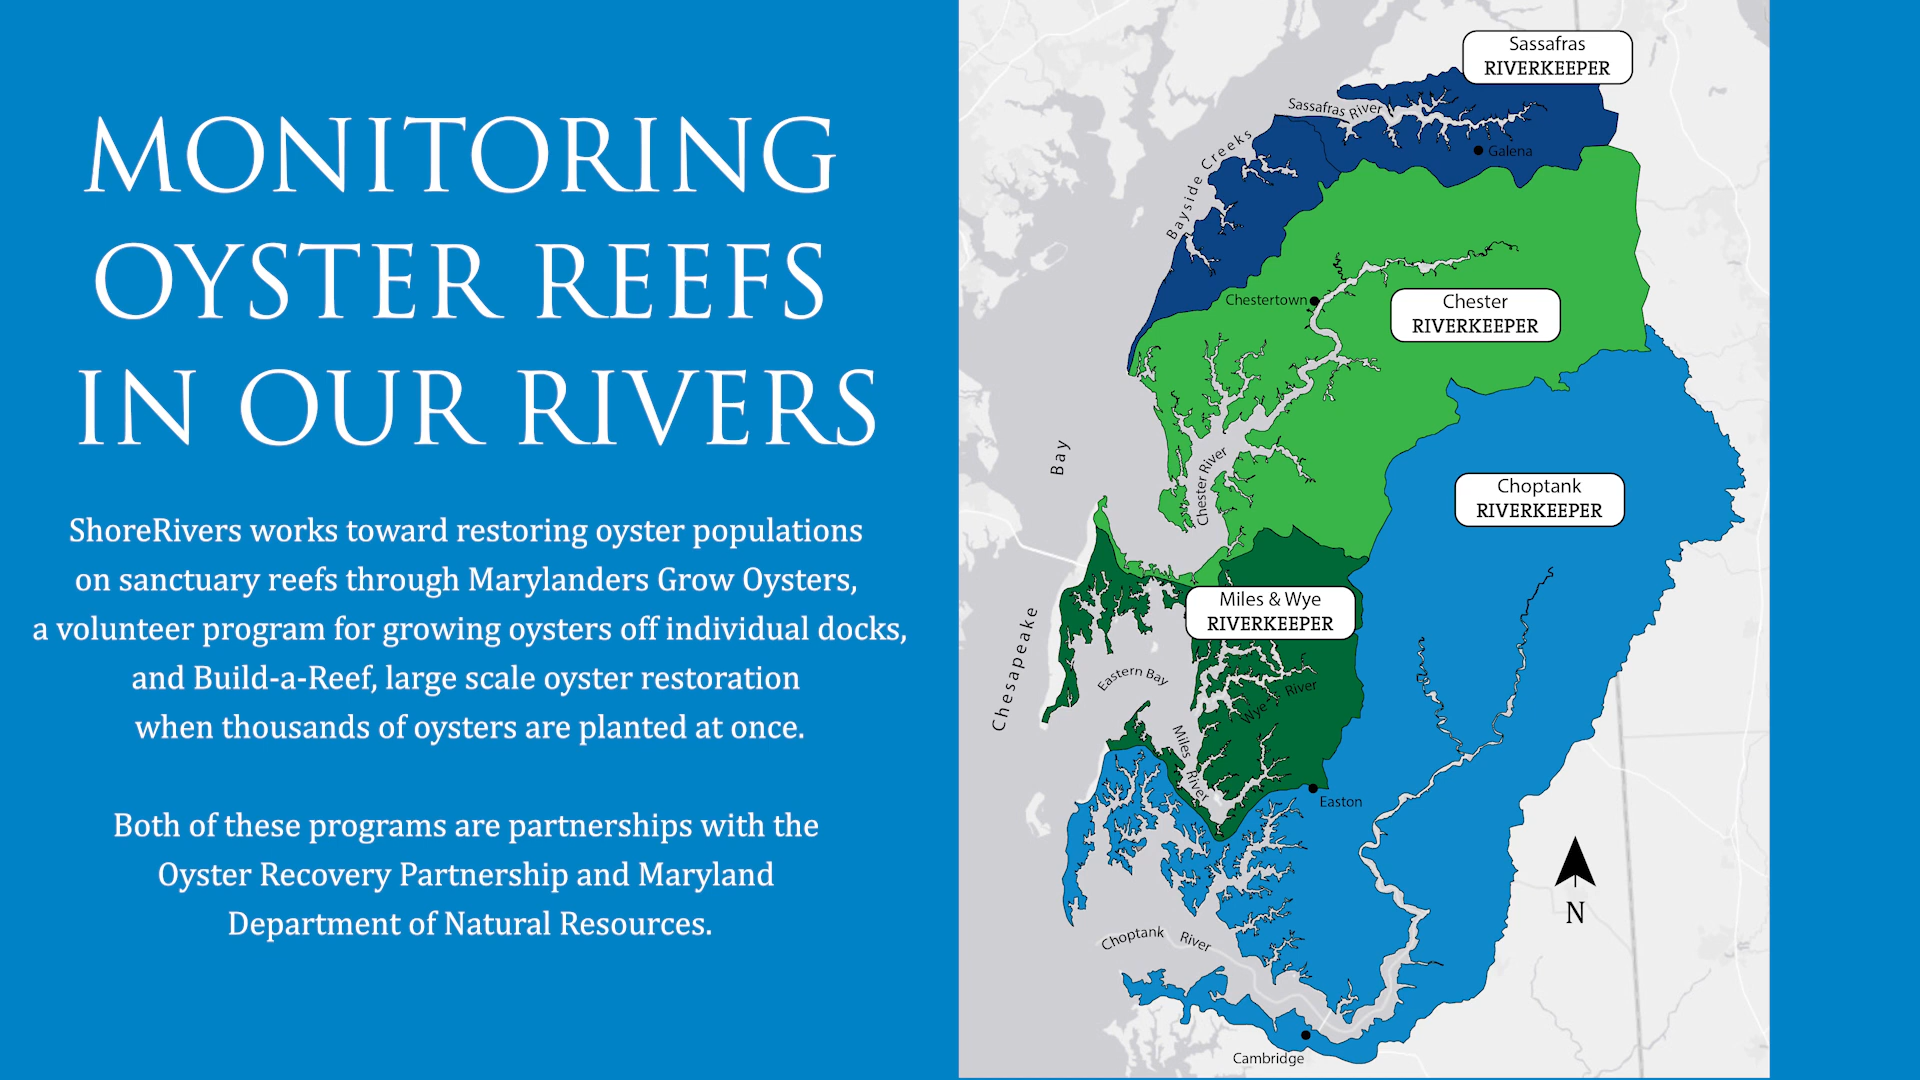 MONITORING
OYSTER REEFS
IN OUR RIVERS
ShoreRivers works toward restoring oyster populations
on sanctuary reefs through Marylanders Grow Oysters,
a volunteer program for growing oysters off individual docks,
and Build-a-Reef, large scale oyster restoration
when thousands of oysters are planted at once.
Both of these programs are partnerships with the
Oyster Recovery Partnership and Maryland
Department of Natural Resources.
Sassafras
RIVERKEEPER
Sassafras River
Galena
Bayside Creeks
Chestertown
Chester
RIVERKEEPER
Chester River
Bay
Choptank
RIVERKEEPER
Miles & Wye
RIVERKEEPER
Chesapeake
Eastern Bay
Wye River
Miles River
Easton
Choptank River
N
Cambridge